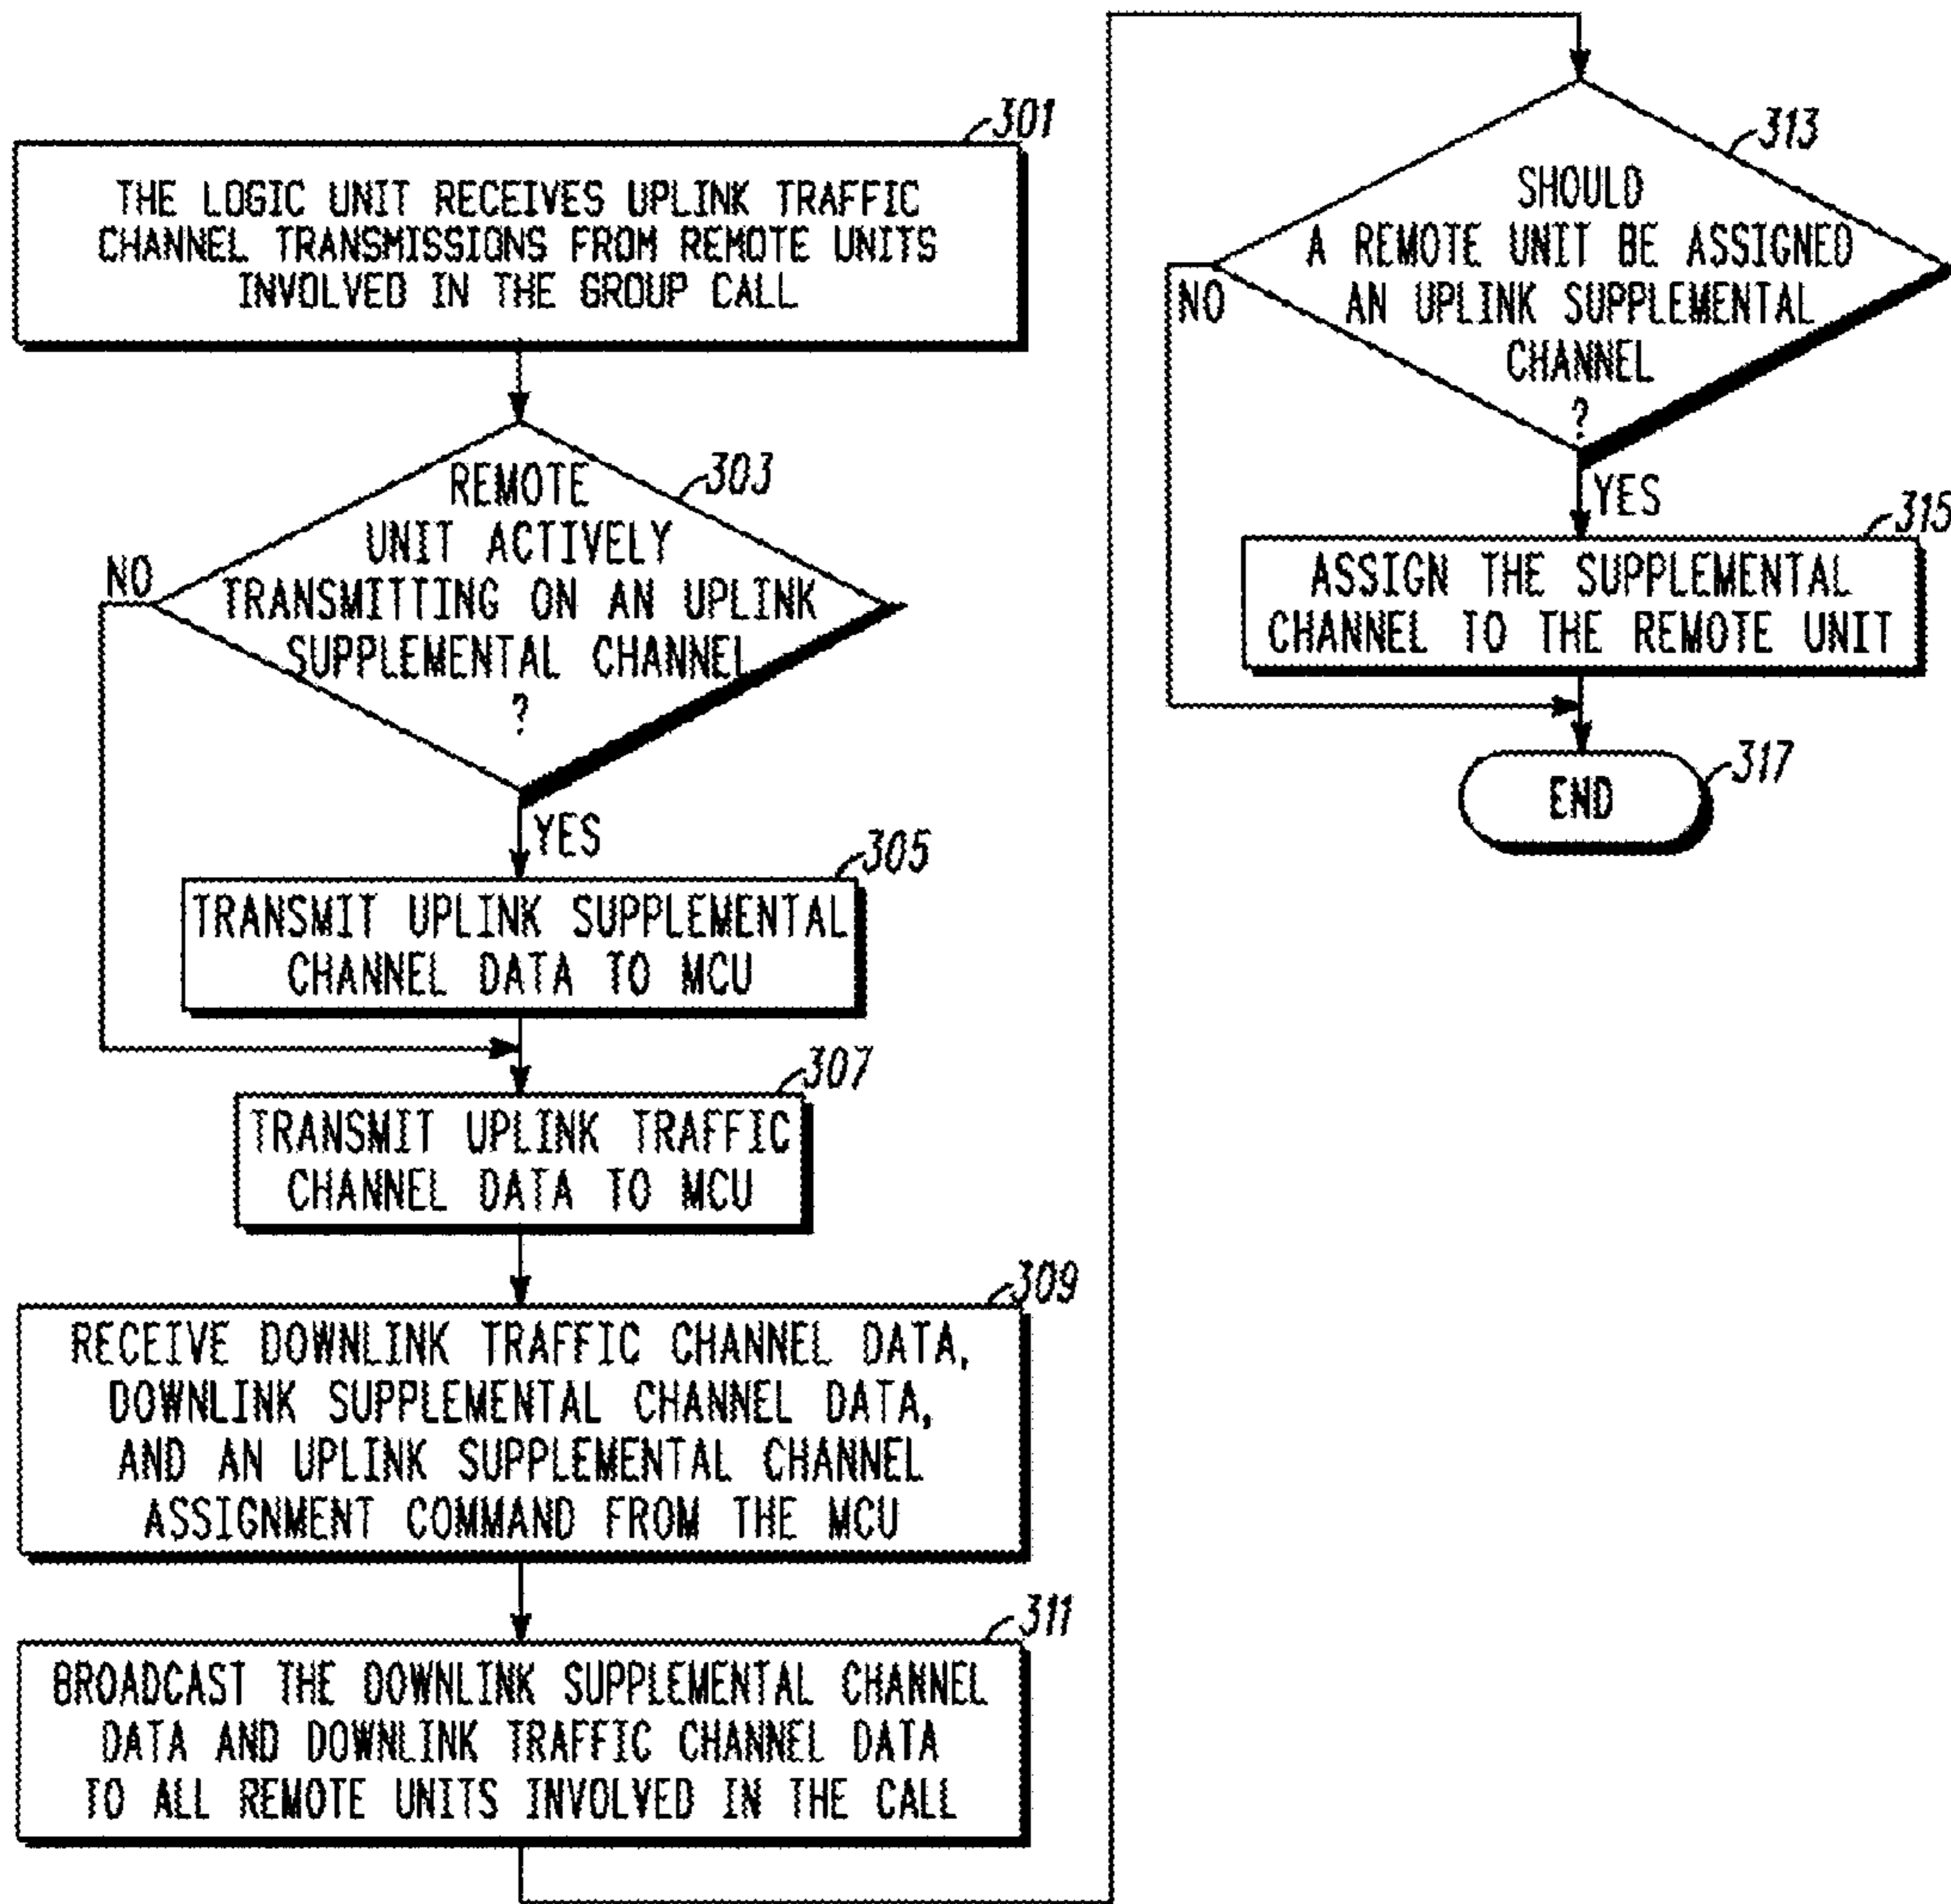 301
THE LOGIC UNIT RECEIVES UPLINK TRAFFIC
CHANNEL TRANSMISSIONS FROM REMOTE UNITS
INVOLVED IN THE GROUP CALL
303
REMOTE
UNIT ACTIVELY
TRANSMITTING ON AN UPLINK
SUPPLEMENTAL CHANNEL
?
NO
YES
305
TRANSMIT UPLINK SUPPLEMENTAL
CHANNEL DATA TO MCU
307
TRANSMIT UPLINK TRAFFIC
CHANNEL DATA TO MCU
309
RECEIVE DOWNLINK TRAFFIC CHANNEL DATA,
DOWNLINK SUPPLEMENTAL CHANNEL DATA,
AND AN UPLINK SUPPLEMENTAL CHANNEL
ASSIGNMENT COMMAND FROM THE MCU
311
BROADCAST THE DOWNLINK SUPPLEMENTAL CHANNEL
DATA AND DOWNLINK TRAFFIC CHANNEL DATA
TO ALL REMOTE UNITS INVOLVED IN THE CALL
313
SHOULD
A REMOTE UNIT BE ASSIGNED
AN UPLINK SUPPLEMENTAL
CHANNEL
?
NO
YES
315
ASSIGN THE SUPPLEMENTAL
CHANNEL TO THE REMOTE UNIT
317
END